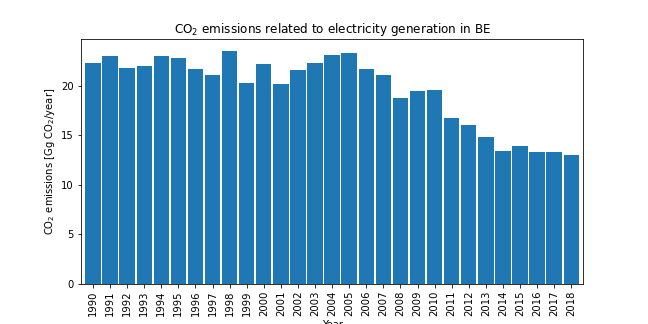 CO₂ emissions related to electricity generation in BE
CO₂ emissions [Gg CO₂/year]
20
15
10
5
0
1990 1991 1992 1993 1994 1995 1996 1997 1998 1999 2000 2001 2002 2003 2004 2005 2006 2007 2008 2009 2010 2011 2012 2013 2014 2015 2016 2017 2018
Year